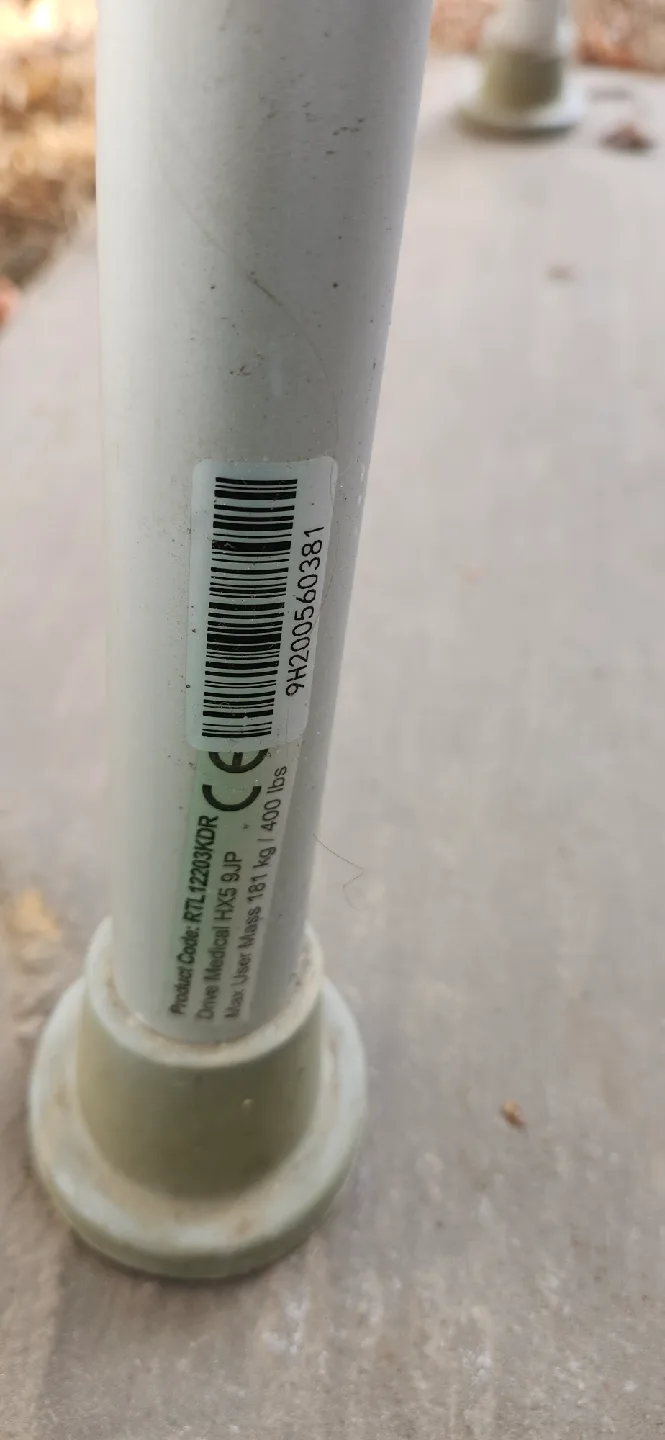 9H200560381
CE
Product Code: RTL12203KDR
Drive Medical HX5 9JP
Max User Mass 181 kg / 400 lbs